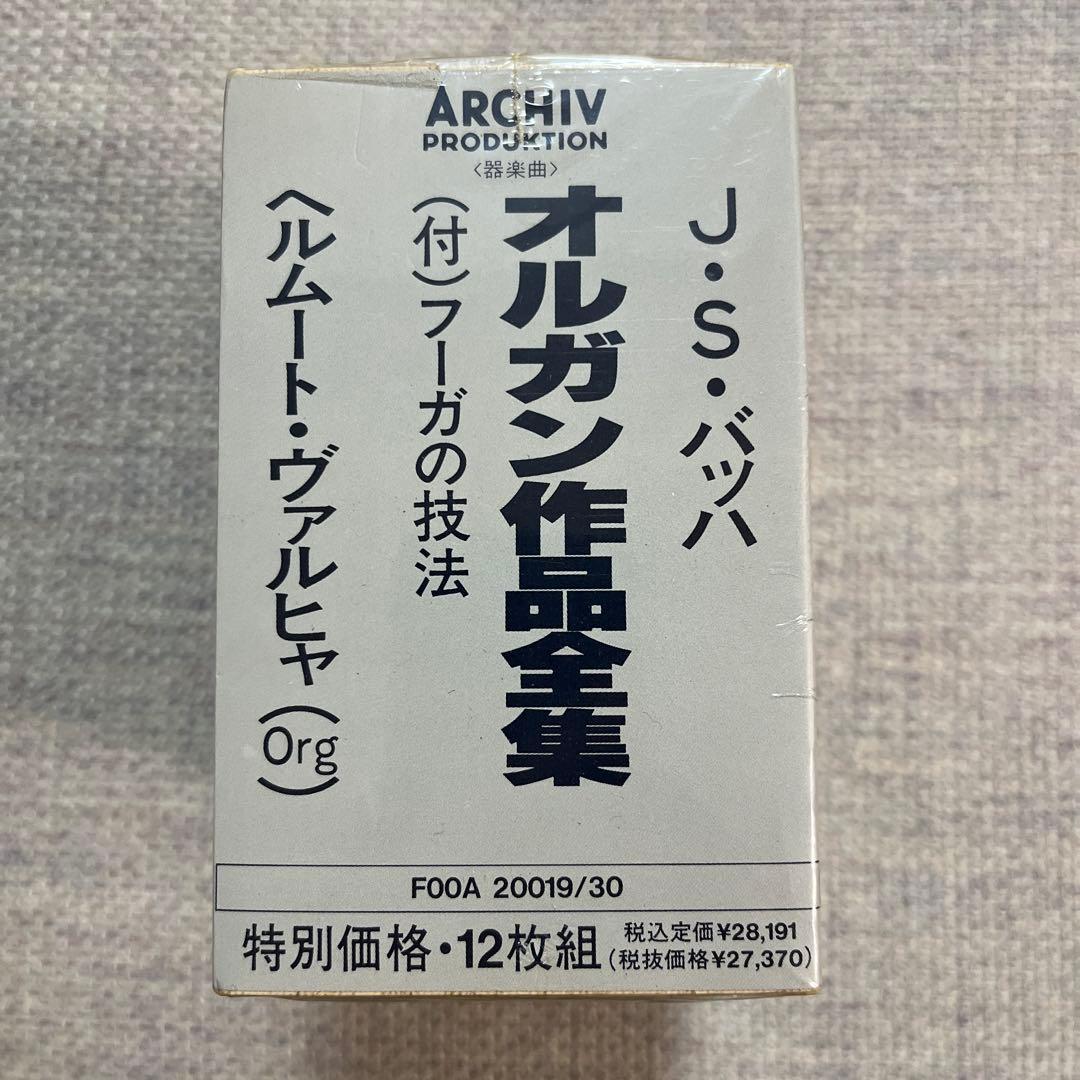 ARCHIV
PRODUKTION
〈器楽曲〉
J・S・バッハ
オルガン作品全集
(付)フーガの技法
ヘルムート・ヴァルヒャ(Org)
F00A 20019/30
特別価格・12枚組
税込定価¥28,191
(税抜価格¥27,370)